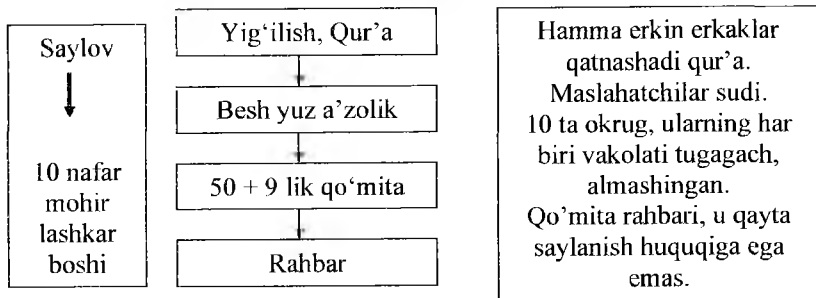 Saylov
10 nafar
mohir
lashkar
boshi
Yig‘ilish, Qur’a
Besh yuz a’zolik
50 + 9 lik qo‘mita
Rahbar
Hamma erkin erkaklar
qatnashadi qur’a.
Maslahatchilar sudi.
10 ta okrug, ularning har
biri vakolati tugagach,
almashingan.
Qo’mita rahbari, u qayta
saylanish huquqiga ega
emas.